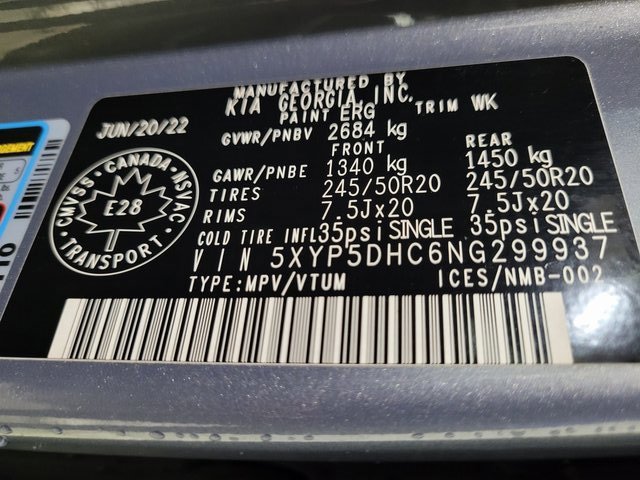 MANUFACTURED BY
KIA GEORGIA, INC.
PAINT ERG TRIM WK
JUN/20/22
GVWR/PNBV 2684 kg
FRONT REAR
GAWR/PNBE 1340 kg 1450 kg
TIRES 245/50R20 245/50R20
RIMS 7.5Jx20 7.5Jx20
COLD TIRE INFL 35psi SINGLE 35psi SINGLE
VIN 5XYP5DHC6NG299937
TYPE:MPV/VTUM ICES/NMB-002
CANADA
CMVSS · NSVAC
E28
TRANSPORT